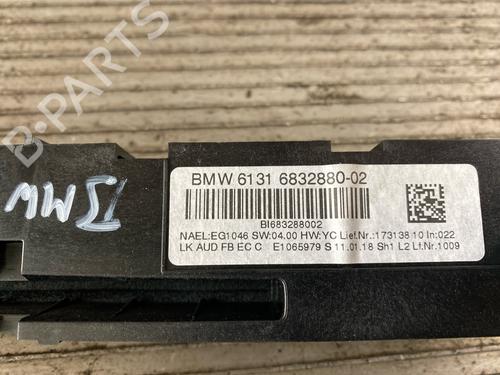 B-PARTS
BMW 6131 6832880-02
BI683288002
NAEL:EG1046 SW:04.00 HW:YC Lief.Nr.:17313810 In:022
LK AUD FB EC C E1065979 S 11.01.18 Sh1 L2 Lf.Nr.1009